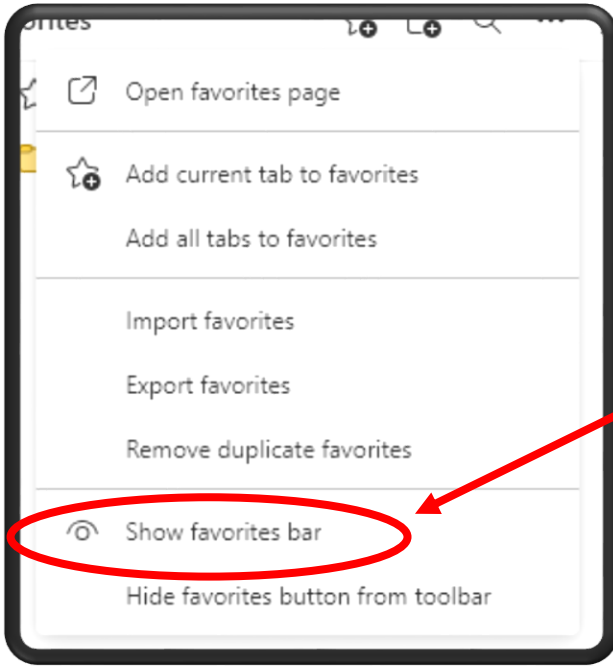 Open favorites page
Add current tab to favorites
Add all tabs to favorites
Import favorites
Export favorites
Remove duplicate favorites
Show favorites bar
Hide favorites button from toolbar